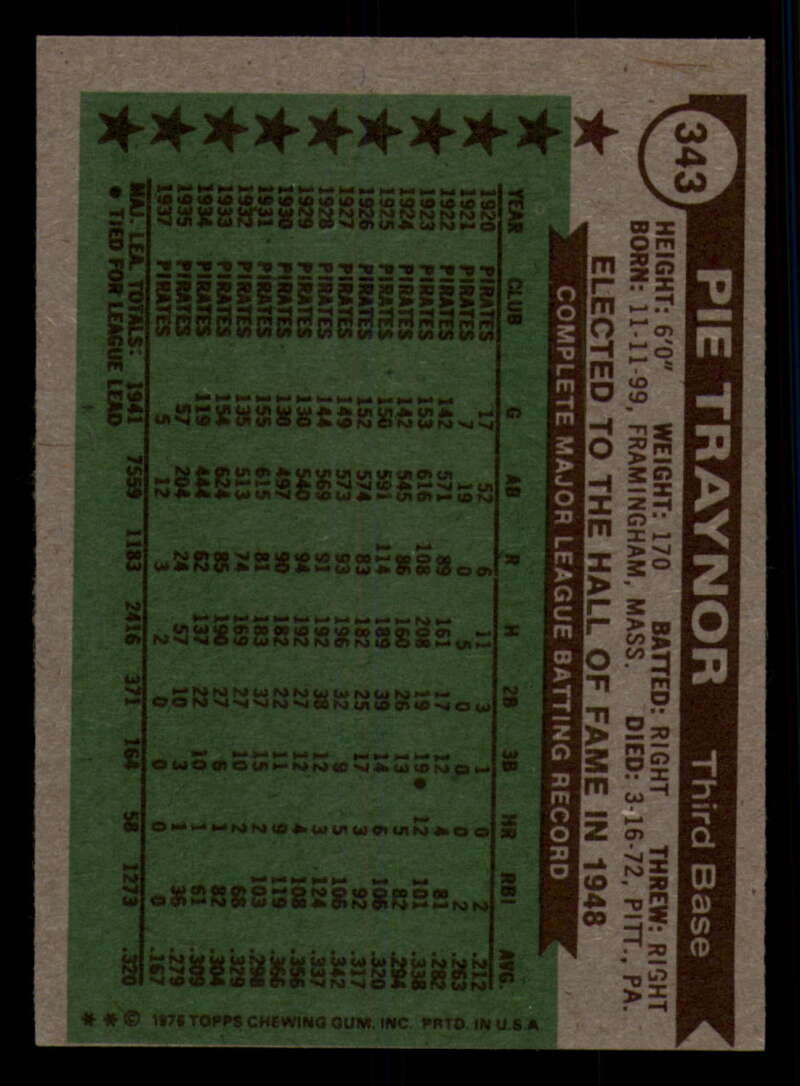 343
PIE TRAYNOR Third Base
HEIGHT: 6'0" WEIGHT: 170 BATTED: RIGHT THREW: RIGHT
BORN: 11-11-99, FRAMINGHAM, MASS. DIED: 3-16-72, PITT., PA.
ELECTED TO THE HALL OF FAME IN 1948
COMPLETE MAJOR LEAGUE BATTING RECORD
YEAR CLUB G AB R H 2B 3B HR RBI AVG.
1920 PIRATES 17 52 6 11 3 1 0 2 .212
1921 PIRATES 7 19 0 5 0 0 0 2 .263
1922 PIRATES 142 571 89 161 17 12 4 81 .282
1923 PIRATES 153 616 108 208 19 19• 12 101 .338
1924 PIRATES 142 545 86 160 26 13 5 82 .294
1925 PIRATES 150 591 114 189 39 14 6 106 .320
1926 PIRATES 152 574 83 182 25 17 3 92 .317
1927 PIRATES 149 573 93 196 32 9 5 106 .342
1928 PIRATES 144 569 91 192 38 12 3 124 .337
1929 PIRATES 130 540 94 192 27 12 4 108 .356
1930 PIRATES 130 497 90 182 22 11 9 119 .366
1931 PIRATES 155 615 81 183 37 15 2 103 .298
1932 PIRATES 135 513 74 169 27 10 2 68 .329
1933 PIRATES 154 624 85 190 27 6 1 82 .304
1934 PIRATES 119 444 62 137 22 10 1 61 .309
1935 PIRATES 57 204 24 57 10 3 1 36 .279
1937 PIRATES 5 12 3 2 0 0 0 0 .167
MAJ. LEA. TOTALS: 1941 7559 1183 2416 371 164 58 1273 .320
• TIED FOR LEAGUE LEAD
* * © 1976 TOPPS CHEWING GUM, INC. PRTD. IN U.S.A